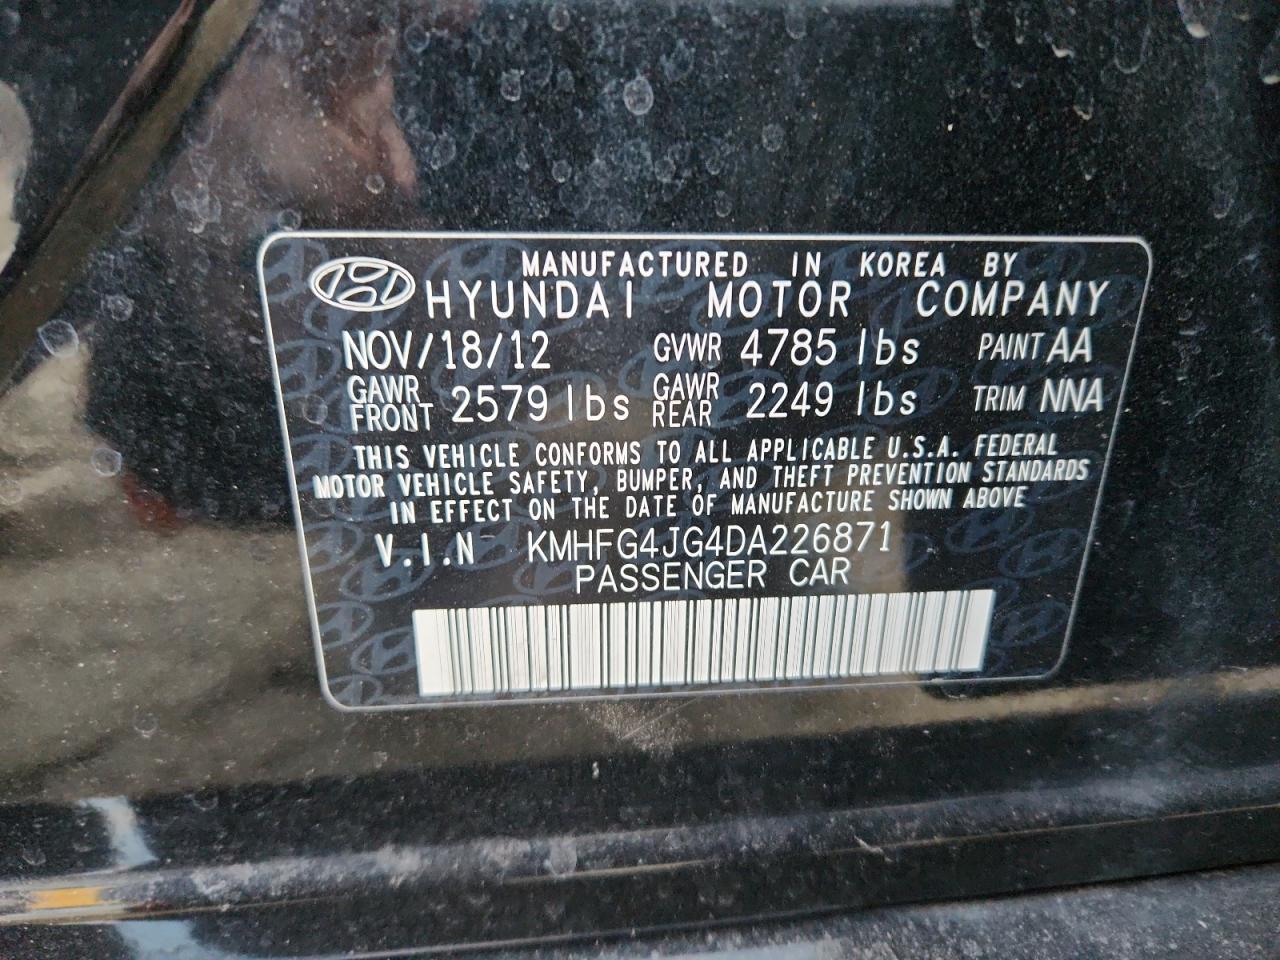 MANUFACTURED IN KOREA BY
HYUNDAI MOTOR COMPANY
NOV/18/12 GVWR 4785 lbs PAINT AA
GAWR FRONT 2579 lbs GAWR REAR 2249 lbs TRIM NNA
THIS VEHICLE CONFORMS TO ALL APPLICABLE U.S.A. FEDERAL
MOTOR VEHICLE SAFETY, BUMPER, AND THEFT PREVENTION STANDARDS
IN EFFECT ON THE DATE OF MANUFACTURE SHOWN ABOVE
V.I.N KMHFG4JG4DA226871
PASSENGER CAR